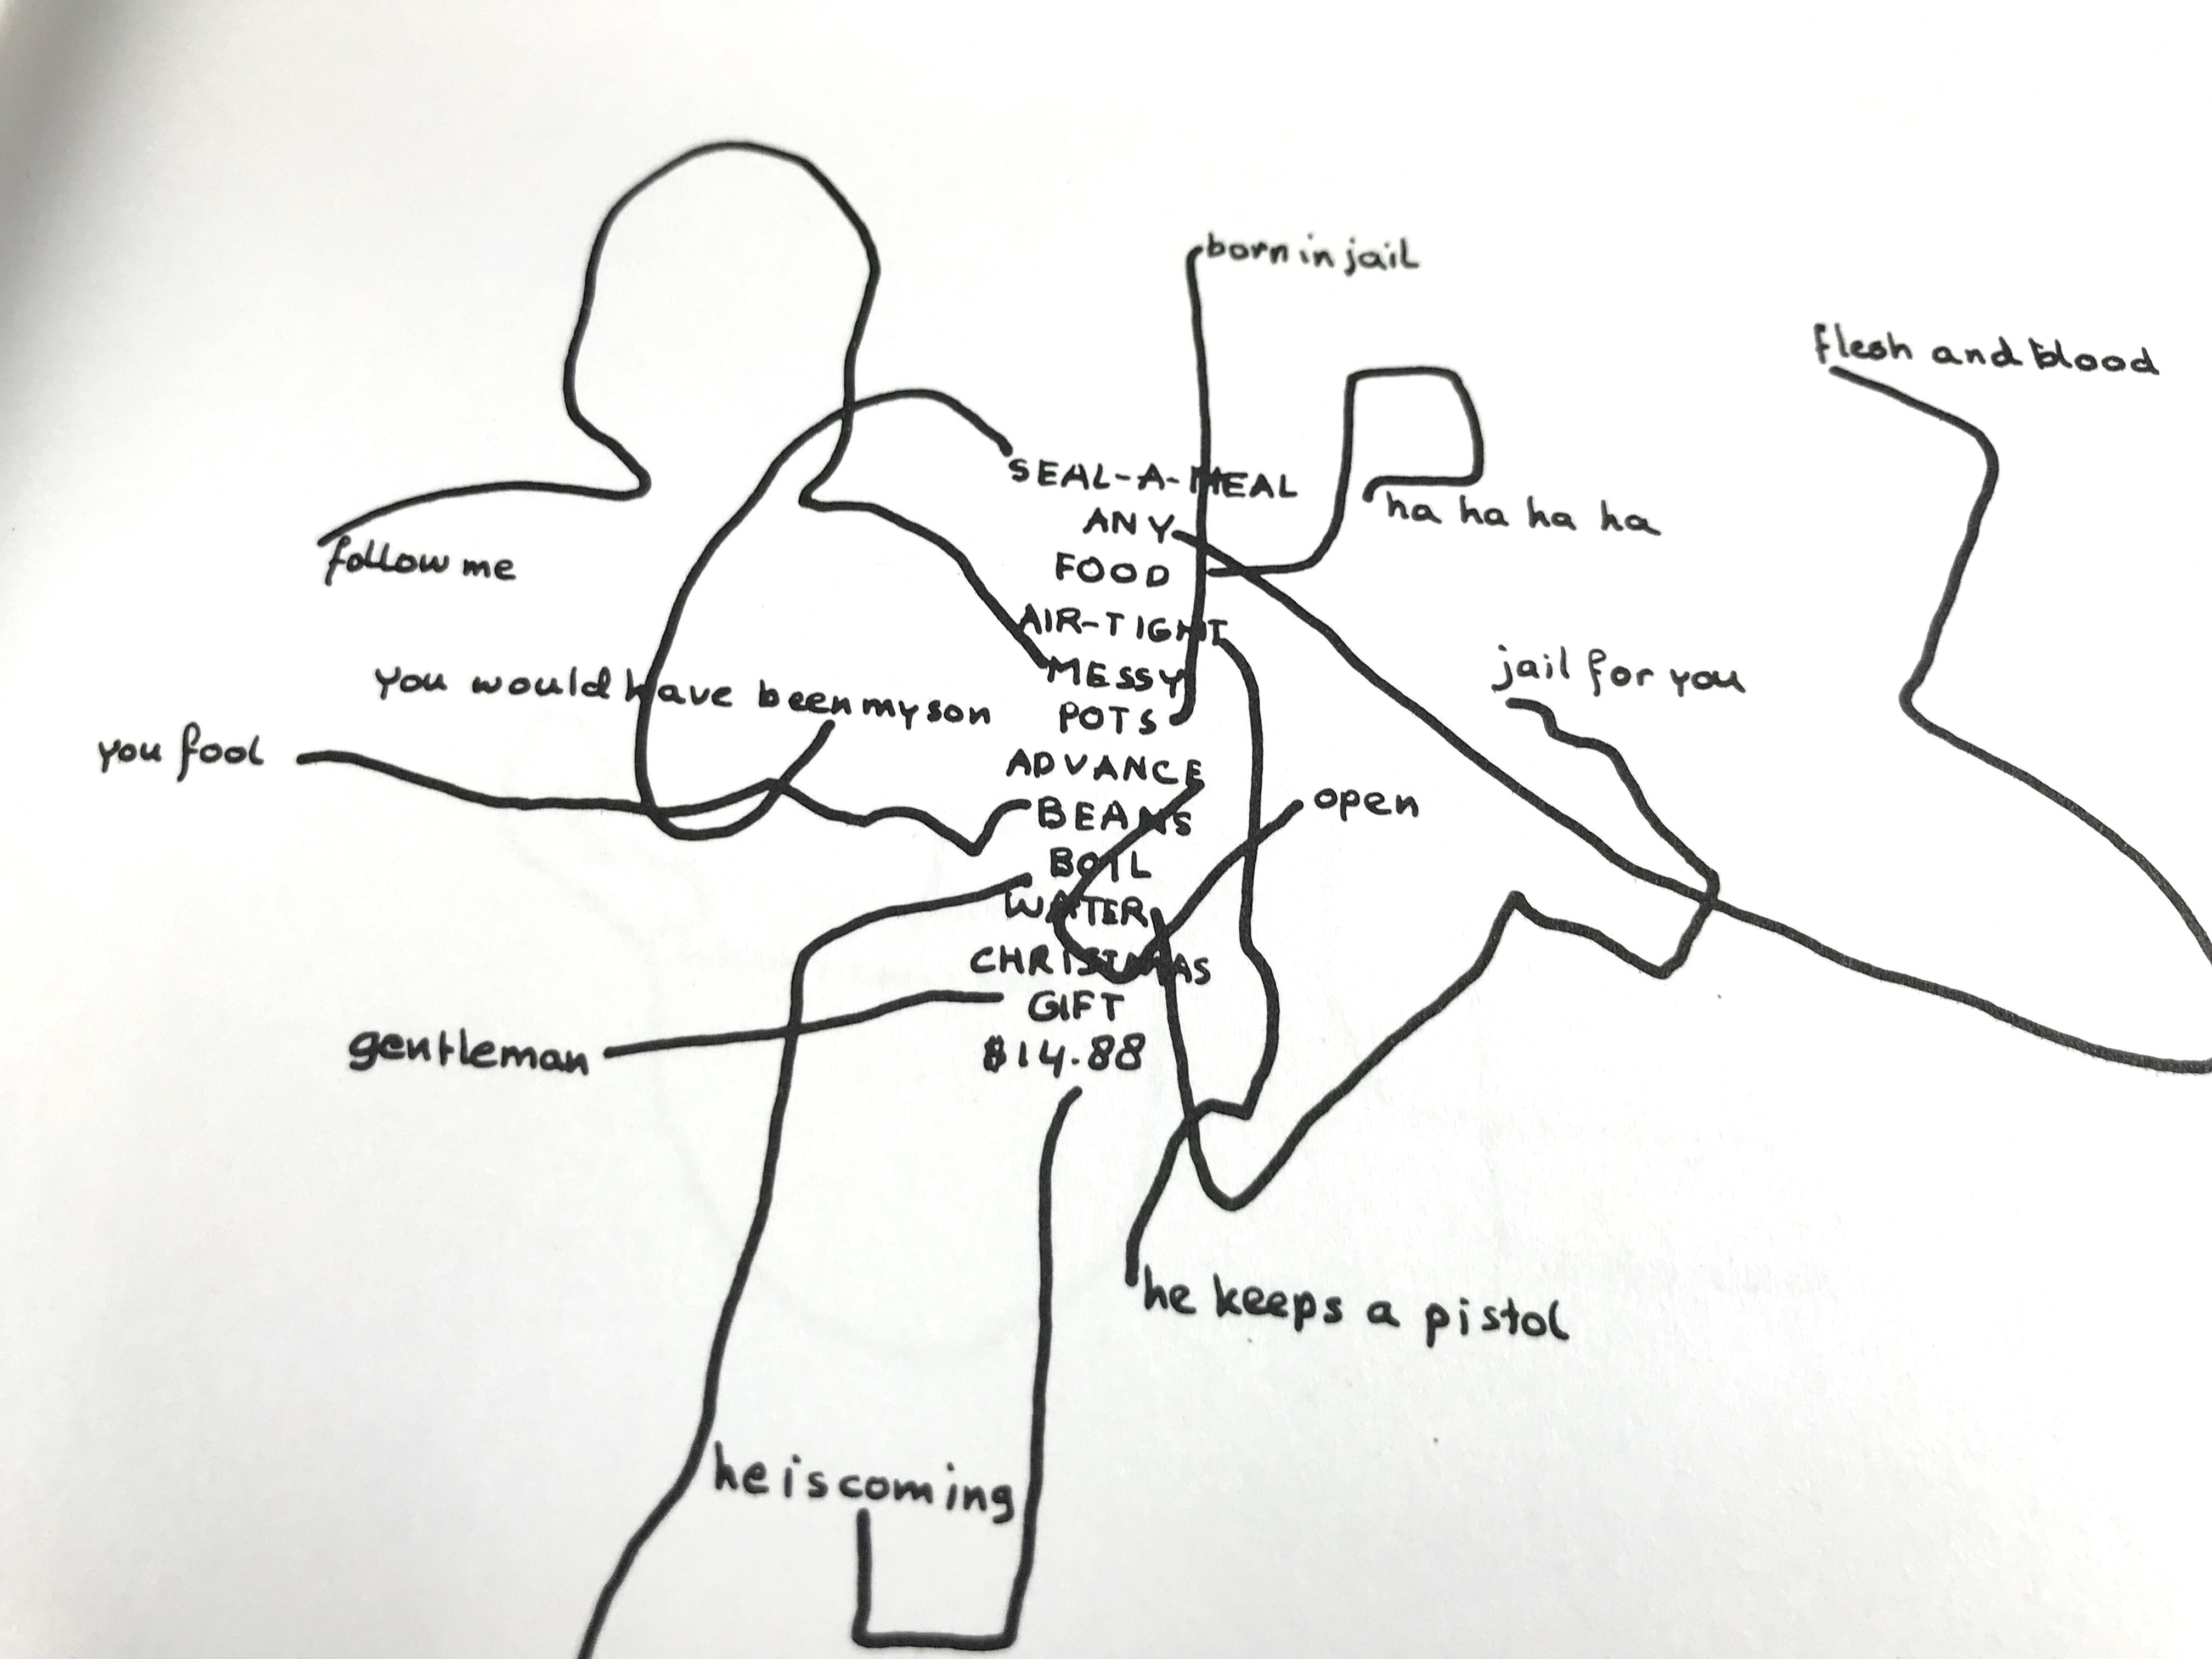 born in jail
flesh and blood
SEAL-A-MEAL
ANY
ha ha ha ha
follow me
FOOD
AIR-TIGHT
MESSY
jail for you
you would have been my son
POTS
you fool
ADVANCE
BEANS
open
BOIL
WATER
CHRISTMAS
GIFT
gentleman
$14.88
he keeps a pistol
he is coming